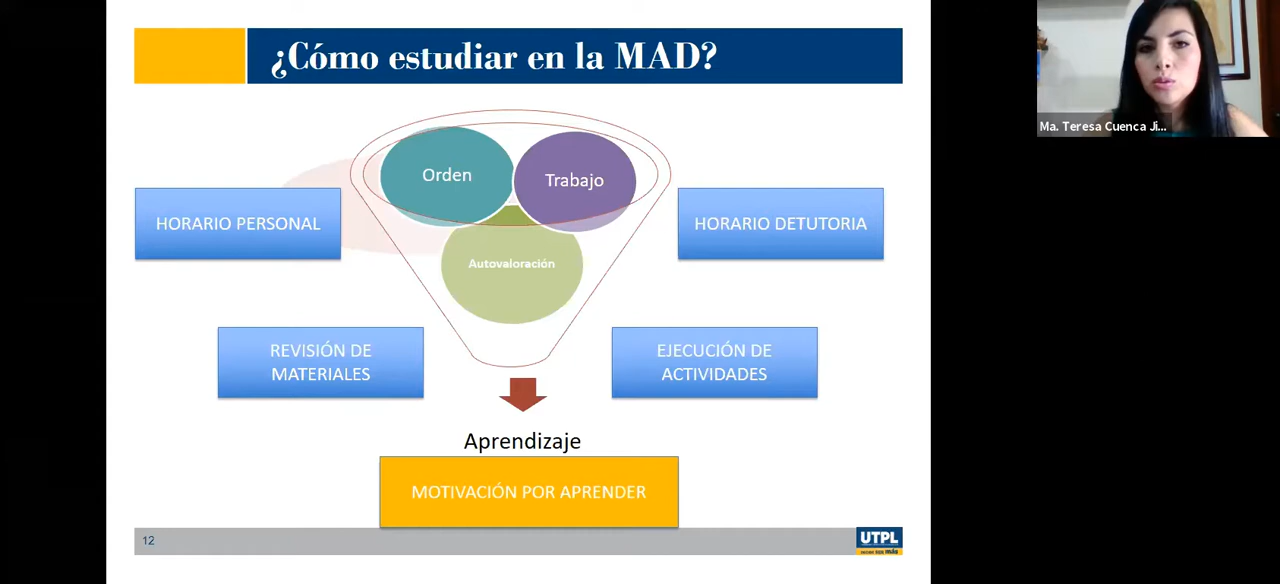 ¿Cómo estudiar en la MAD?
Ma. Teresa Cuenca Ji...
Orden
Trabajo
HORARIO PERSONAL
HORARIO DETUTORIA
Autovaloración
REVISIÓN DE
MATERIALES
EJECUCIÓN DE
ACTIVIDADES
Aprendizaje
MOTIVACIÓN POR APRENDER
12
UTPL